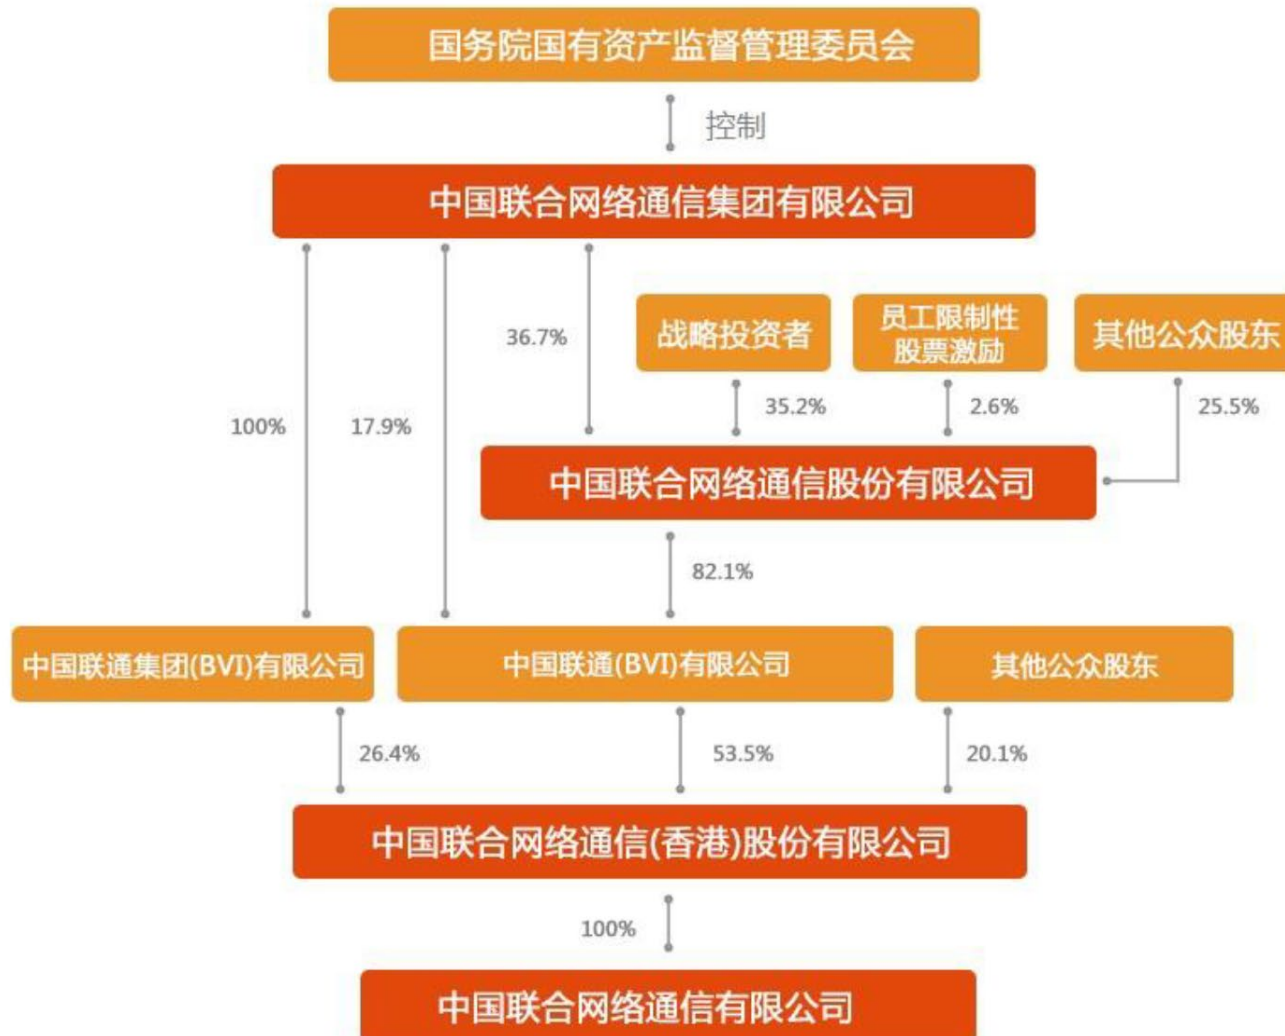 国务院国有资产监督管理委员会
控制
中国联合网络通信集团有限公司
36.7%
战略投资者
员工限制性
股票激励
其他公众股东
100%
17.9%
35.2%
2.6%
25.5%
中国联合网络通信股份有限公司
82.1%
中国联通集团(BVI)有限公司
中国联通(BVI)有限公司
其他公众股东
26.4%
53.5%
20.1%
中国联合网络通信(香港)股份有限公司
100%
中国联合网络通信有限公司